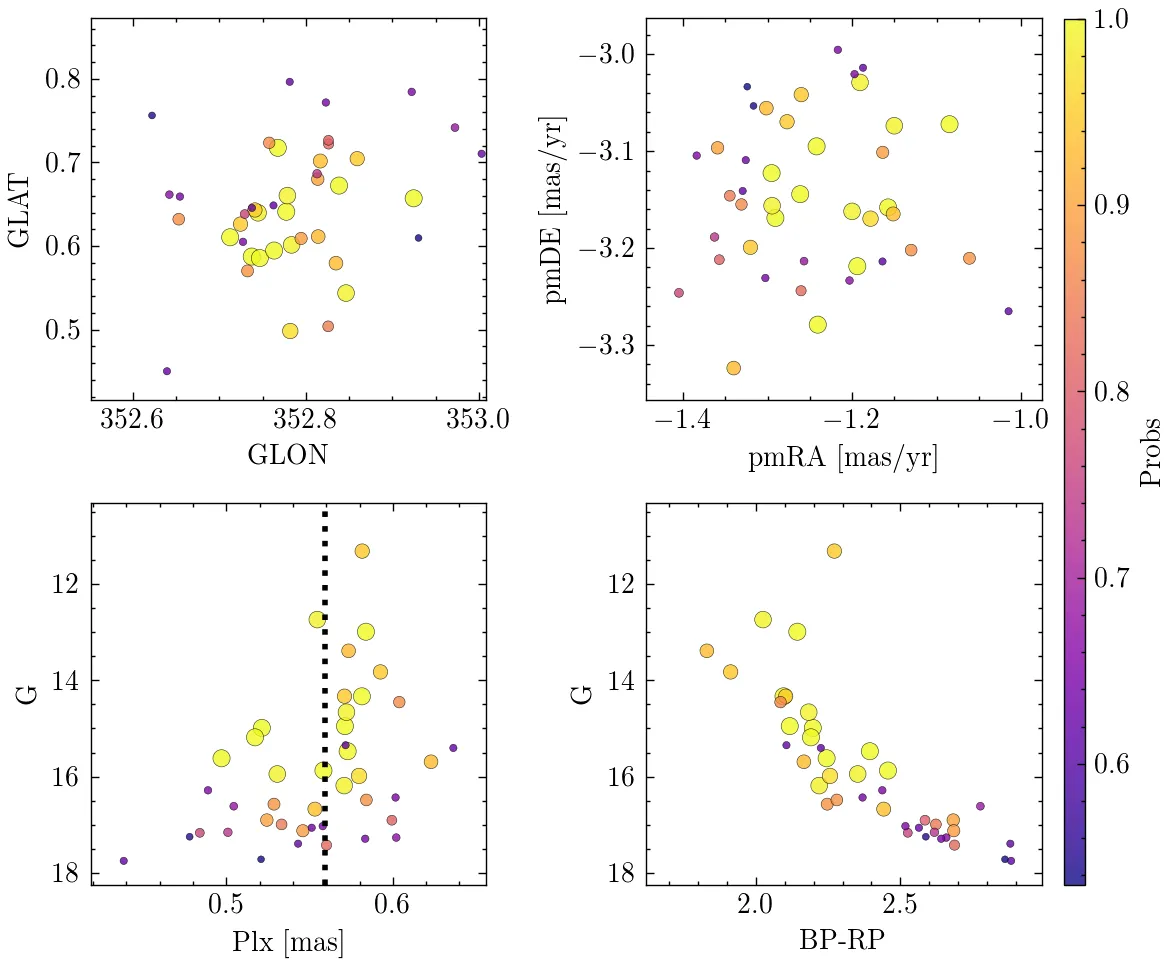 0.8
0.7
0.6
0.5
GLAT
352.6 352.8 353.0
GLON
−3.0
−3.1
−3.2
−3.3
pmDE [mas/yr]
−1.4 −1.2 −1.0
pmRA [mas/yr]
1.0
0.9
0.8
0.7
0.6
Probs
12
14
16
18
G
0.5 0.6
Plx [mas]
12
14
16
18
G
2.0 2.5
BP-RP